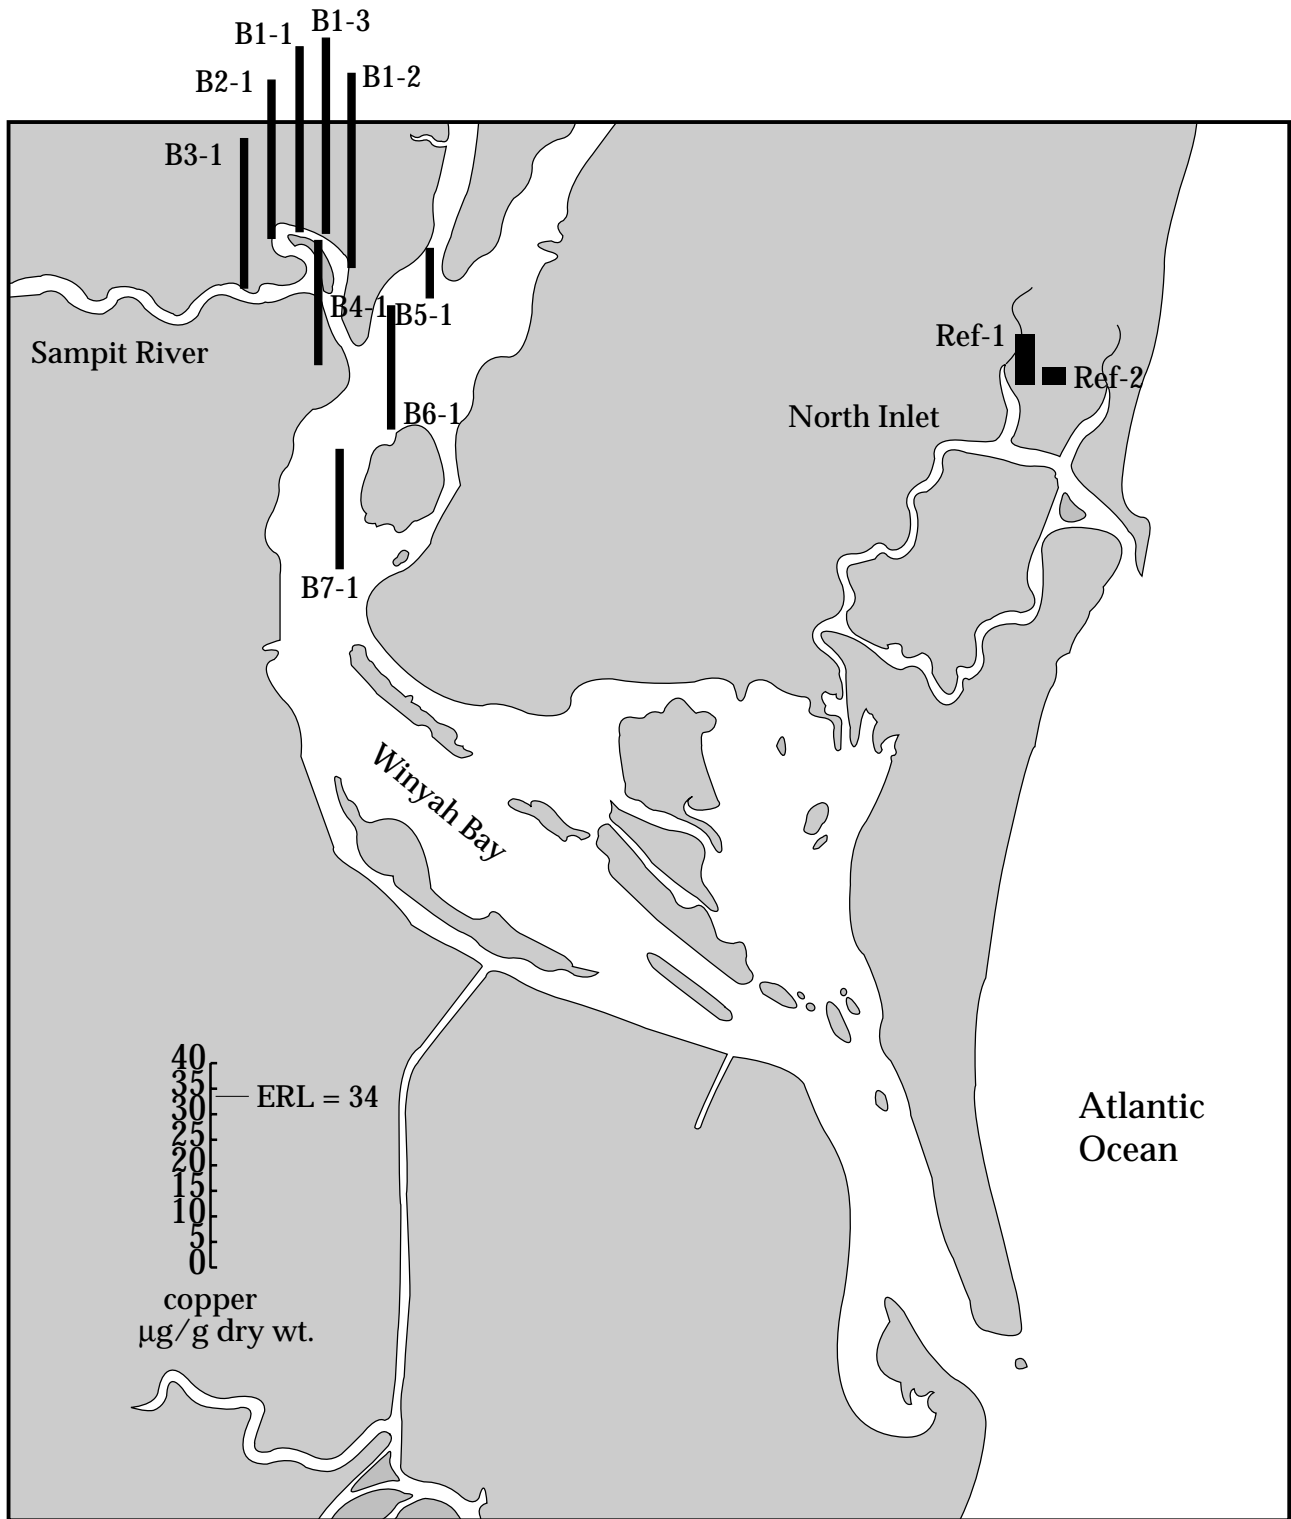 B1-3
B1-1
B2-1
B1-2
B3-1
B4-1
B5-1
Sampit River
Ref-1
Ref-2
B6-1
North Inlet
B7-1
Winyah Bay
40
35
ERL = 34
30
25
20
15
10
5
0
copper
µg/g dry wt.
Atlantic
Ocean